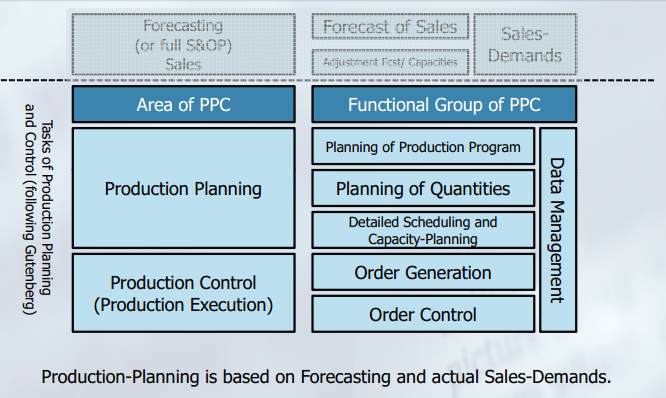 Forecasting
(or full S&OP)
Sales
Forecast of Sales
Adjustment Fcst/ Capacities
Sales-
Demands
Tasks of Production Planning
and Control (following Gutenberg)
Area of PPC
Functional Group of PPC
Production Planning
Planning of Production Program
Planning of Quantities
Detailed Scheduling and
Capacity-Planning
Data Management
Production Control
(Production Execution)
Order Generation
Order Control
Production-Planning is based on Forecasting and actual Sales-Demands.